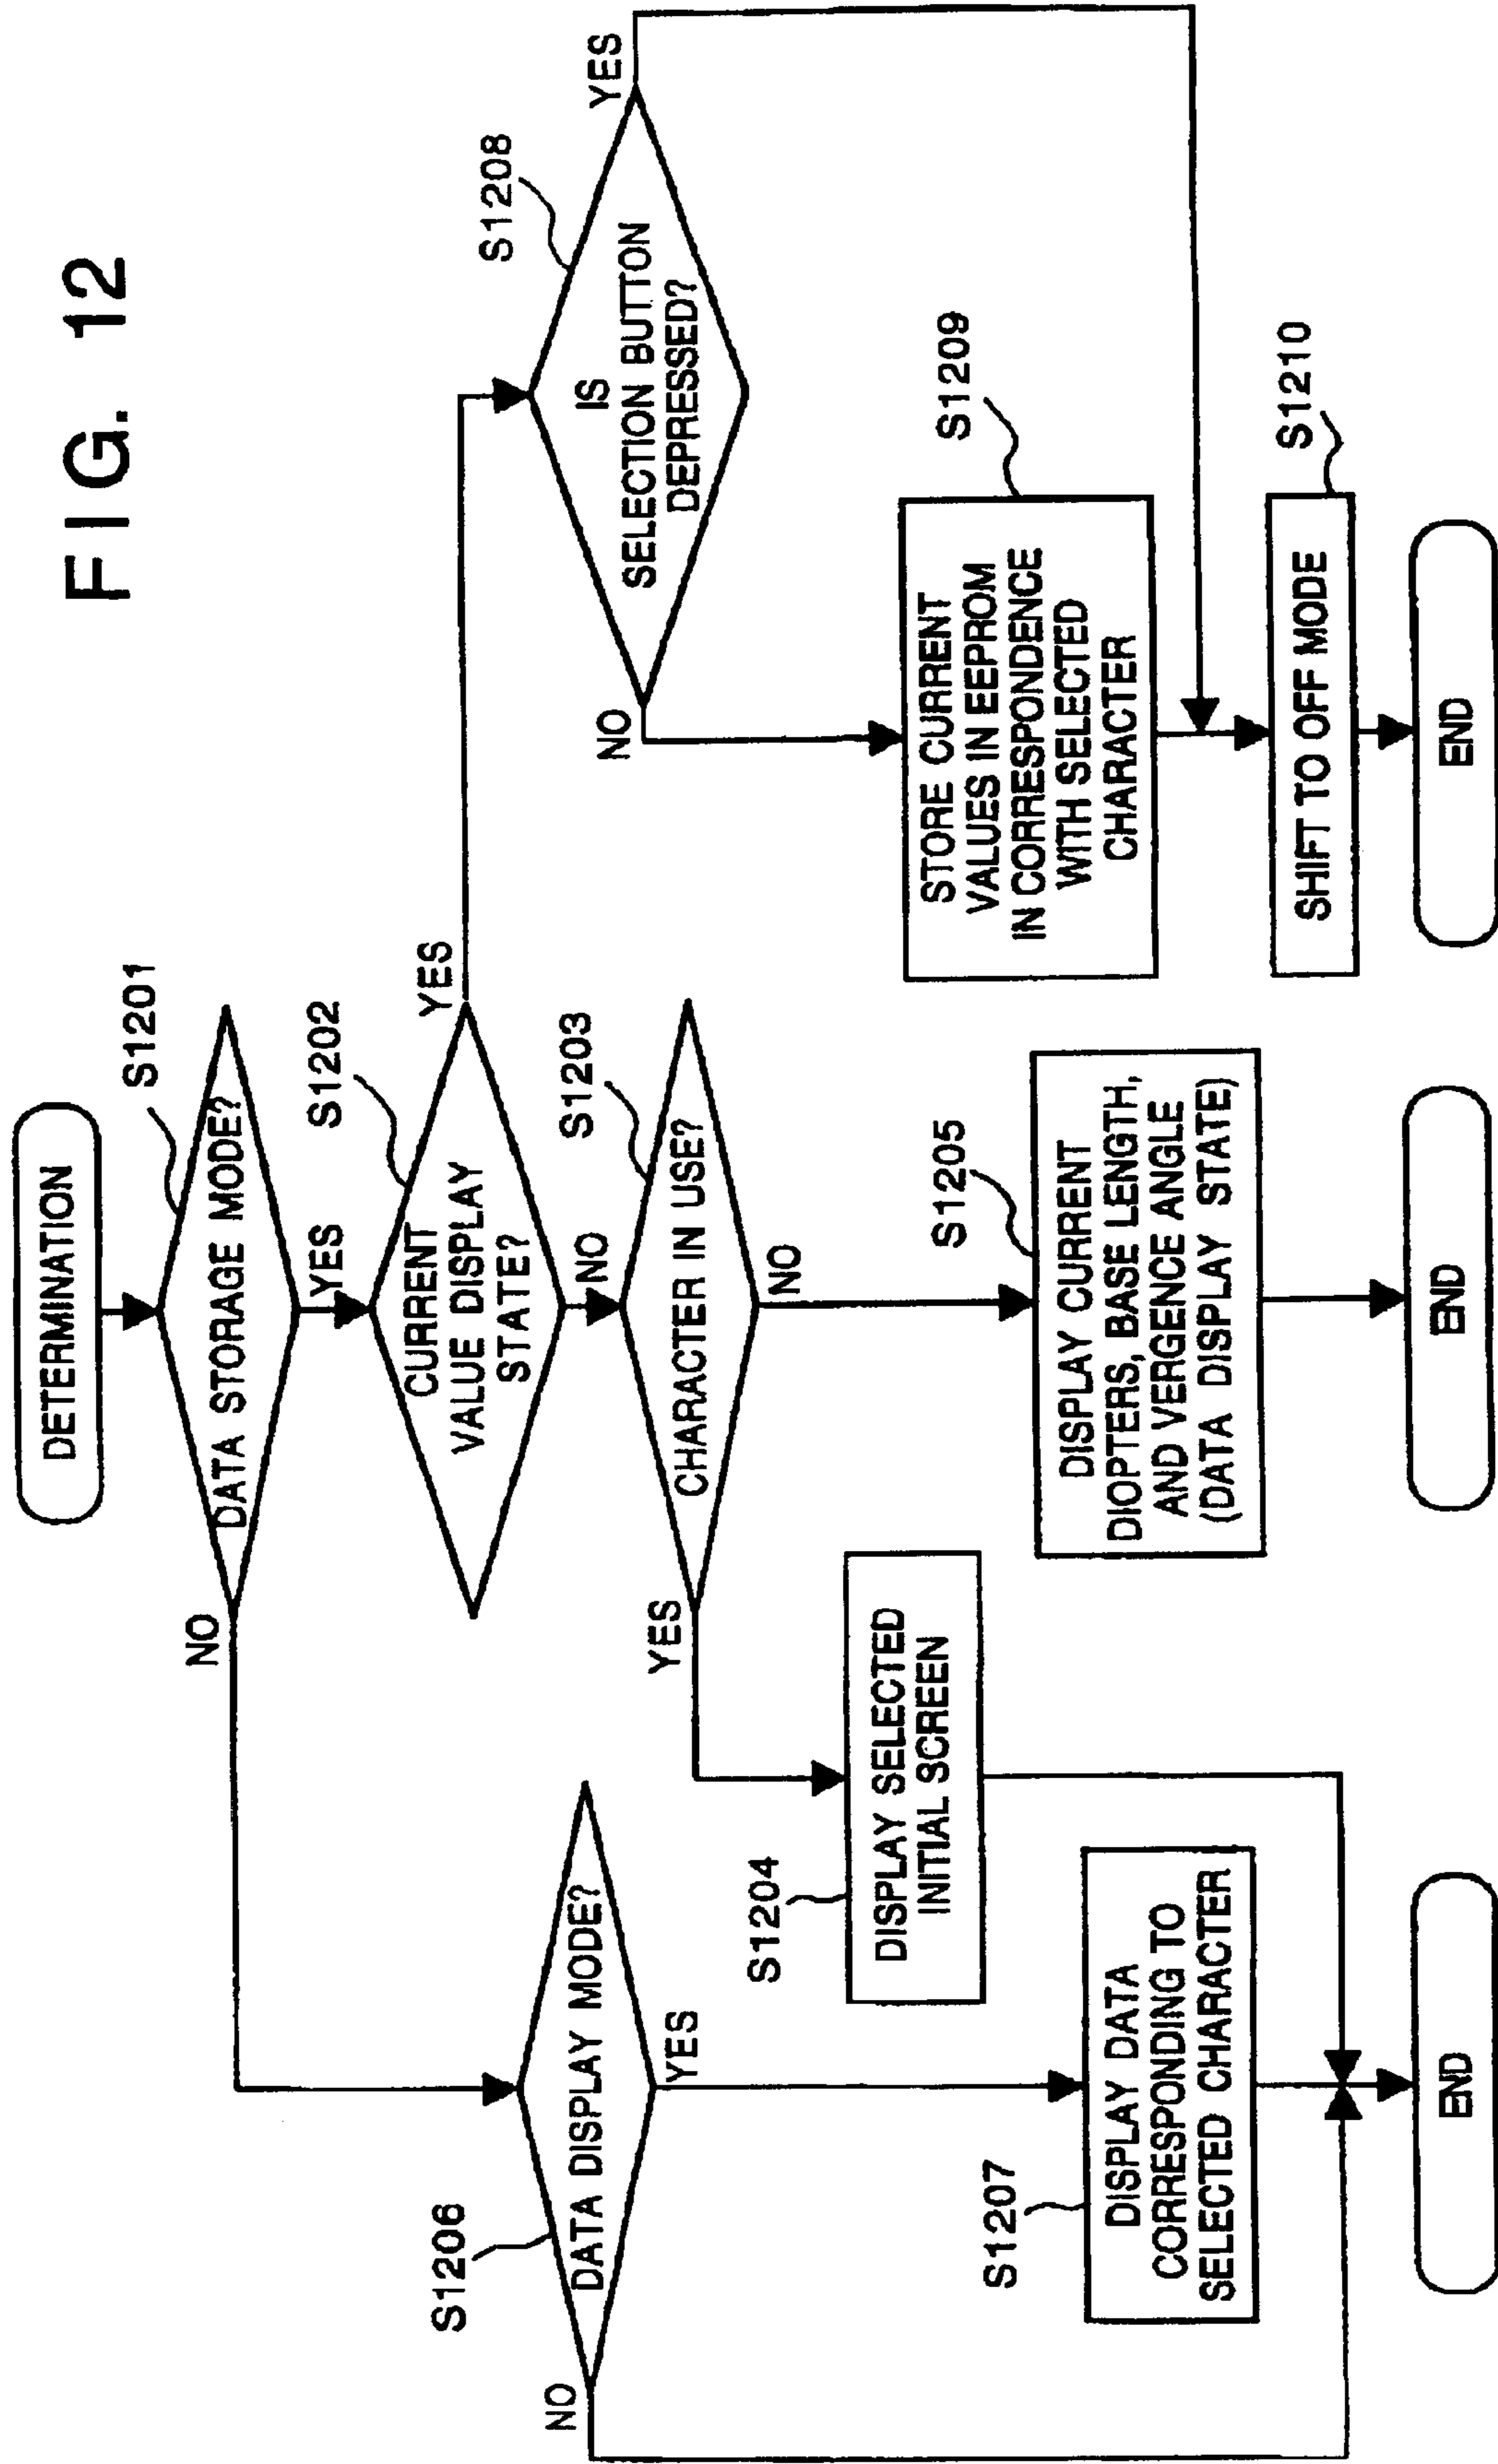 FIG. 12
DETERMINATION
S1201
DATA STORAGE MODE?
NO
YES
S1202
CURRENT
VALUE DISPLAY
STATE?
YES
NO
S1203
CHARACTER IN USE?
YES
NO
S1206
DATA DISPLAY MODE?
NO
YES
S1204
DISPLAY SELECTED
INITIAL SCREEN
S1207
DISPLAY DATA
CORRESPONDING TO
SELECTED CHARACTER
END
S1205
DISPLAY CURRENT
DIOPTERS, BASE LENGTH,
AND VERGENCE ANGLE
(DATA DISPLAY STATE)
END
S1208
IS
SELECTION BUTTON
DEPRESSED?
YES
NO
S1209
STORE CURRENT
VALUES IN EEPROM
IN CORRESPONDENCE
WITH SELECTED
CHARACTER
S1210
SHIFT TO OFF MODE
END